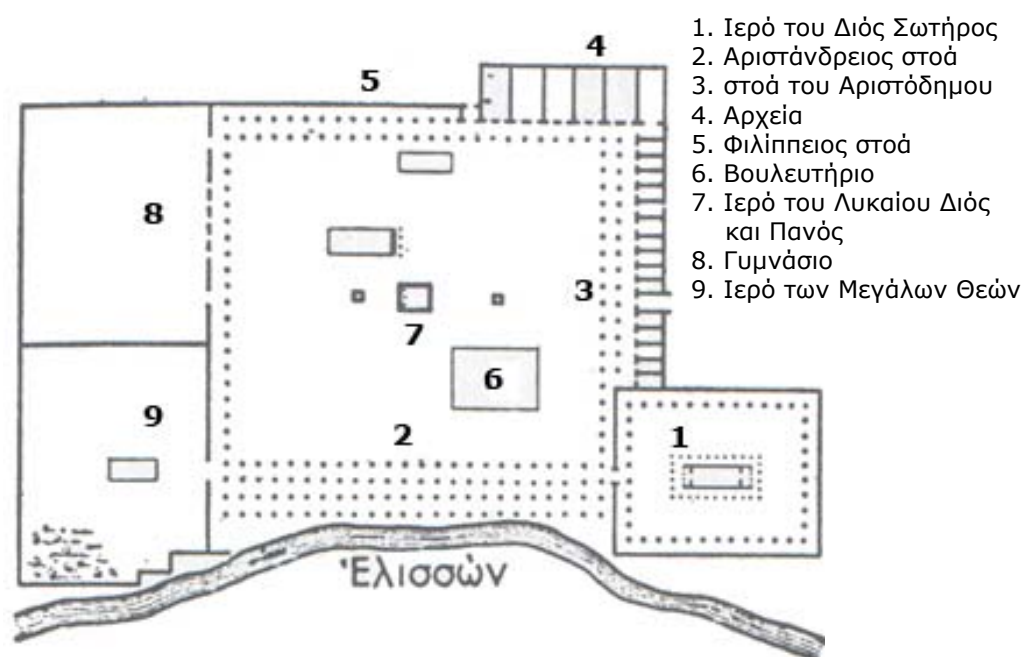 1. Ιερό του Διός Σωτήρος
2. Αριστάνδρειος στοά
3. στοά του Αριστόδημου
4. Αρχεία
5. Φιλίππειος στοά
6. Βουλευτήριο
7. Ιερό του Λυκαίου Διός
και Πανός
8. Γυμνάσιο
9. Ιερό των Μεγάλων Θεών
4
5
8
3
7
6
9
2
1
Ἐλισσών